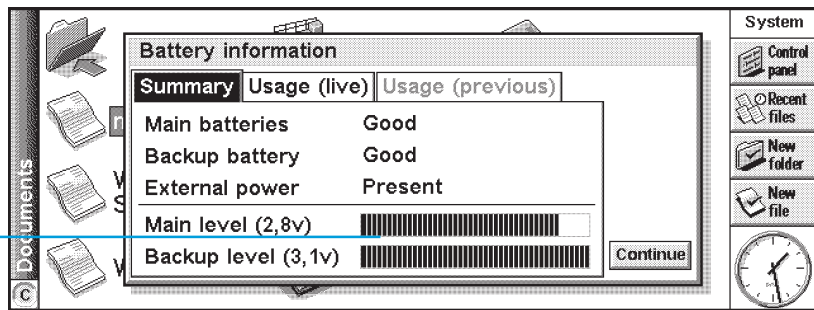 System
Battery information
Control panel
Summary Usage (live) Usage (previous)
Recent files
Main batteries Good
Backup battery Good
New folder
External power Present
New file
Main level (2,8v)
Backup level (3,1v)
Continue
Documents
C